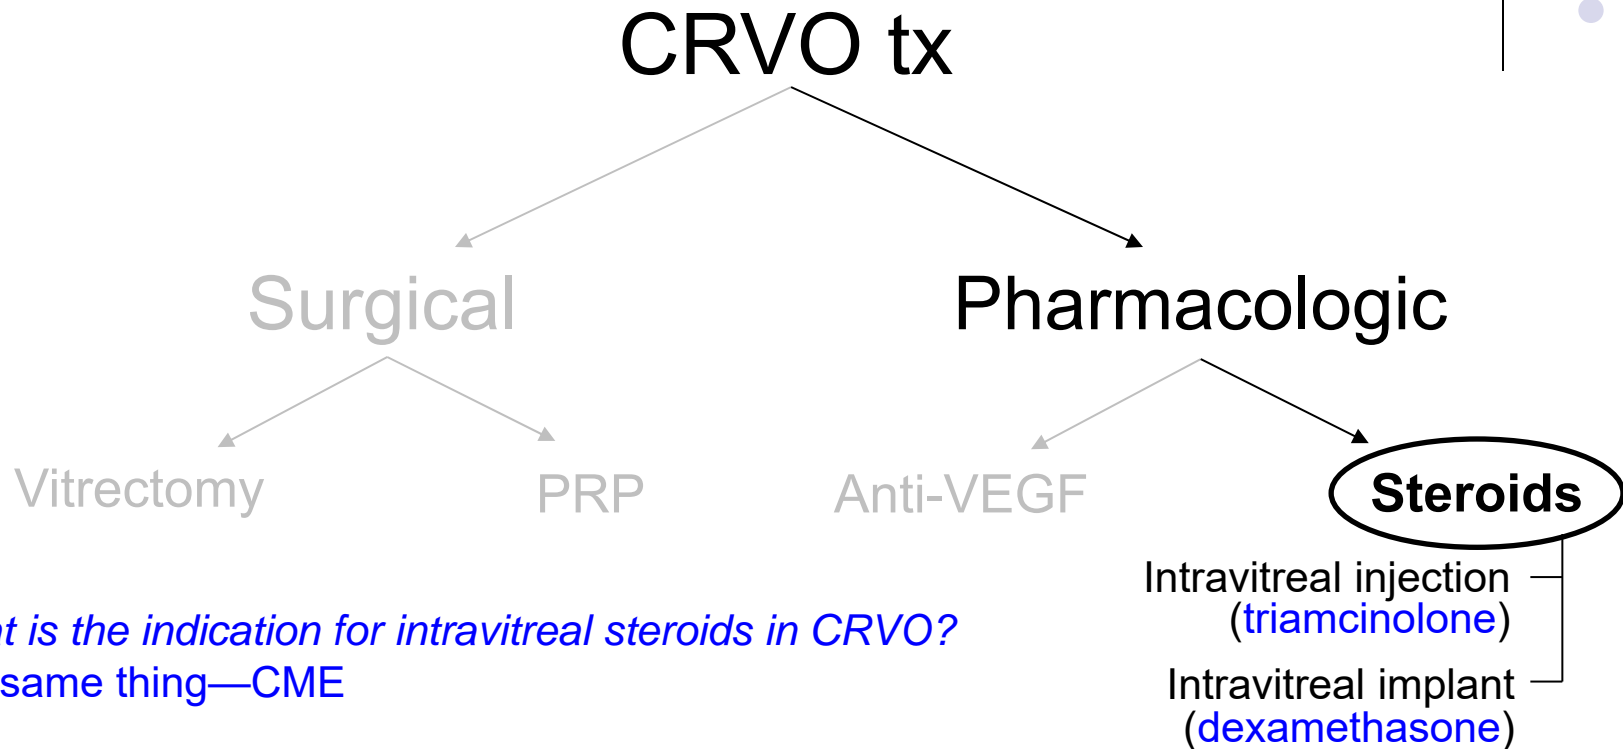 CRVO tx
Surgical
Pharmacologic
Vitrectomy
PRP
Anti-VEGF
Steroids
Intravitreal injection
(triamcinolone)
Intravitreal implant
(dexamethasone)
is the indication for intravitreal steroids in CRVO?
same thing—CME